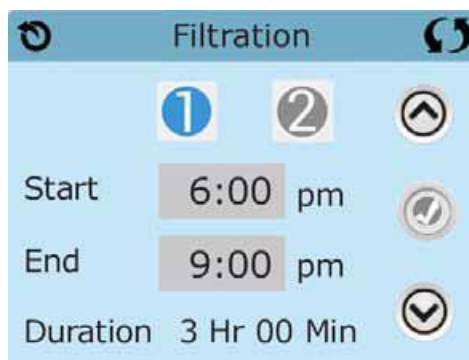 Filtration
1 2
Start 6:00 pm
End 9:00 pm
Duration 3 Hr 00 Min